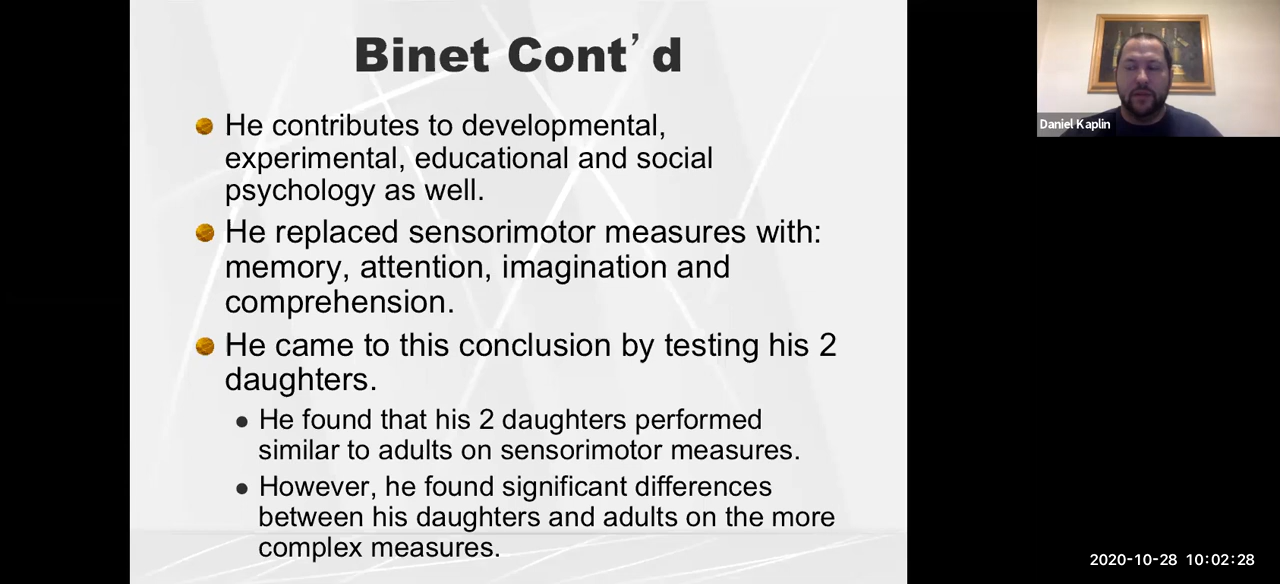 Binet Cont’d
He contributes to developmental,
experimental, educational and social
psychology as well.
He replaced sensorimotor measures with:
memory, attention, imagination and
comprehension.
He came to this conclusion by testing his 2
daughters.
He found that his 2 daughters performed
similar to adults on sensorimotor measures.
However, he found significant differences
between his daughters and adults on the more
complex measures.
Daniel Kaplin
2020-10-28 10:02:28